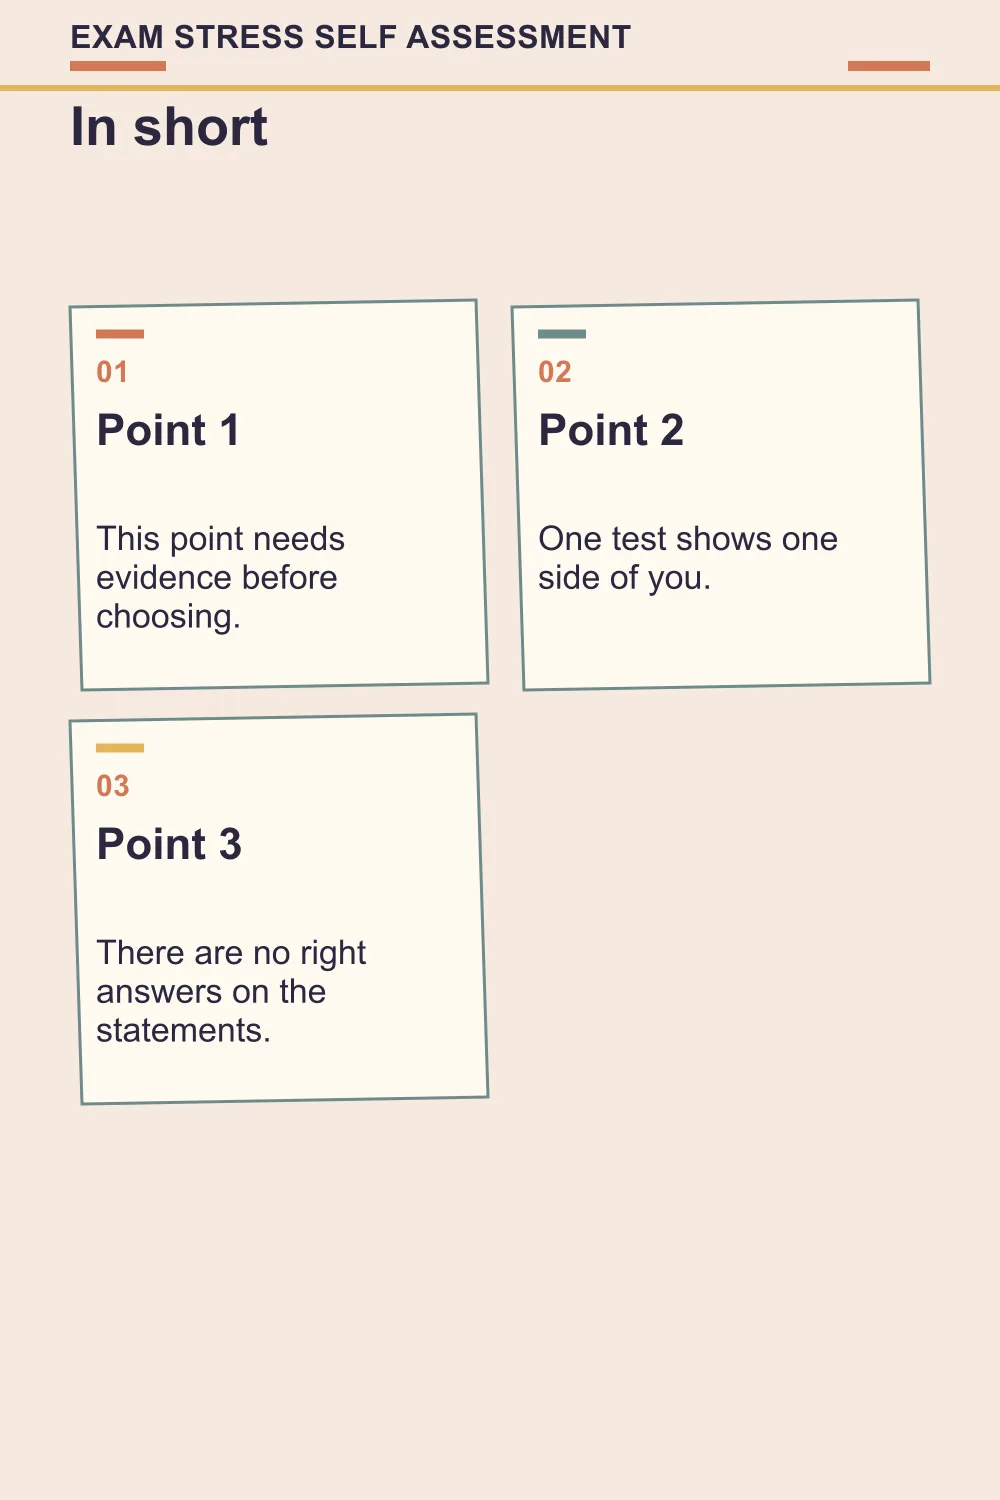 EXAM STRESS SELF ASSESSMENT
In short
01
Point 1
This point needs
evidence before
choosing.
02
Point 2
One test shows one
side of you.
03
Point 3
There are no right
answers on the
statements.